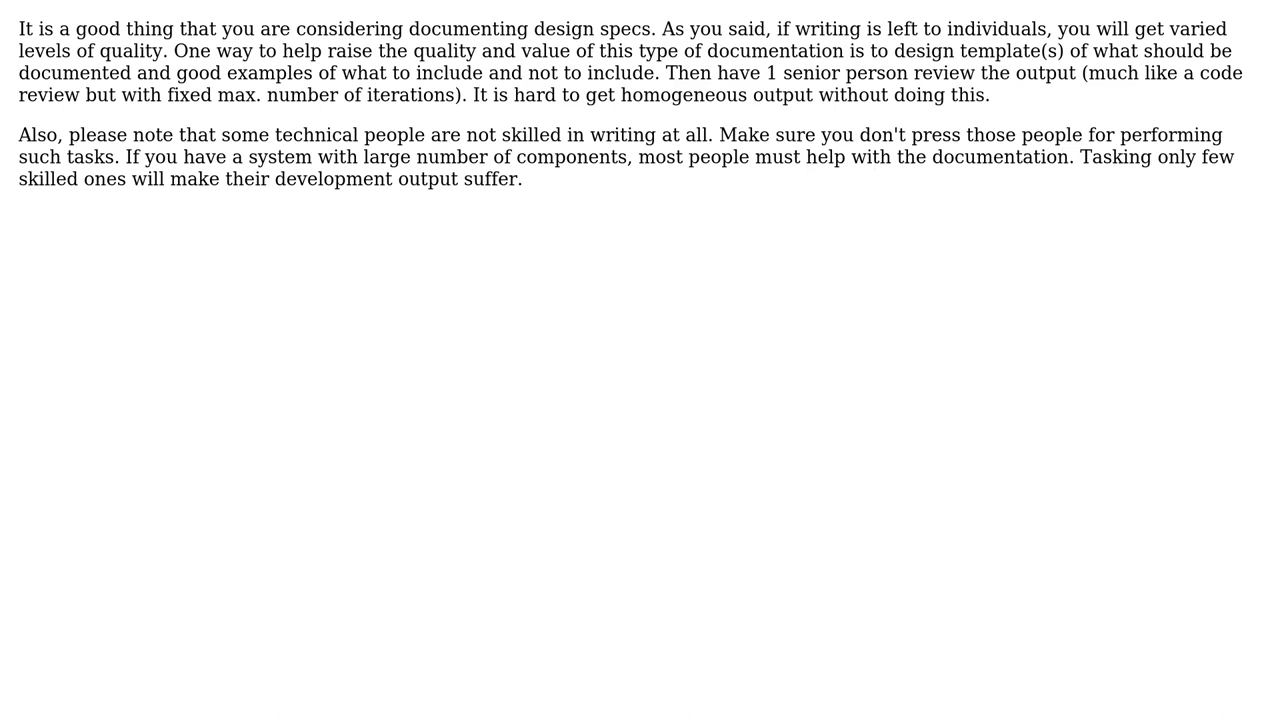 It is a good thing that you are considering documenting design specs. As you said, if writing is left to individuals, you will get varied
levels of quality. One way to help raise the quality and value of this type of documentation is to design template(s) of what should be
documented and good examples of what to include and not to include. Then have 1 senior person review the output (much like a code
review but with fixed max. number of iterations). It is hard to get homogeneous output without doing this.
Also, please note that some technical people are not skilled in writing at all. Make sure you don't press those people for performing
such tasks. If you have a system with large number of components, most people must help with the documentation. Tasking only few
skilled ones will make their development output suffer.